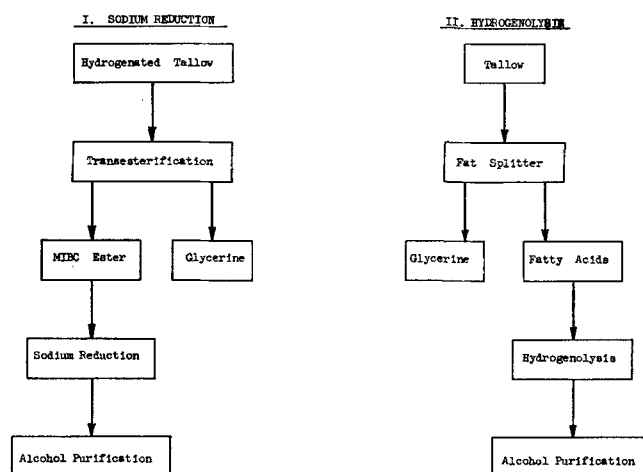 I. SODIUM REDUCTION
Hydrogenated Tallow
Transesterification
MIBC Ester
Glycerine
Sodium Reduction
Alcohol Purification
II. HYDROGENOLYSIS
Tallow
Fat Splitter
Glycerine
Fatty Acids
Hydrogenolysis
Alcohol Purification